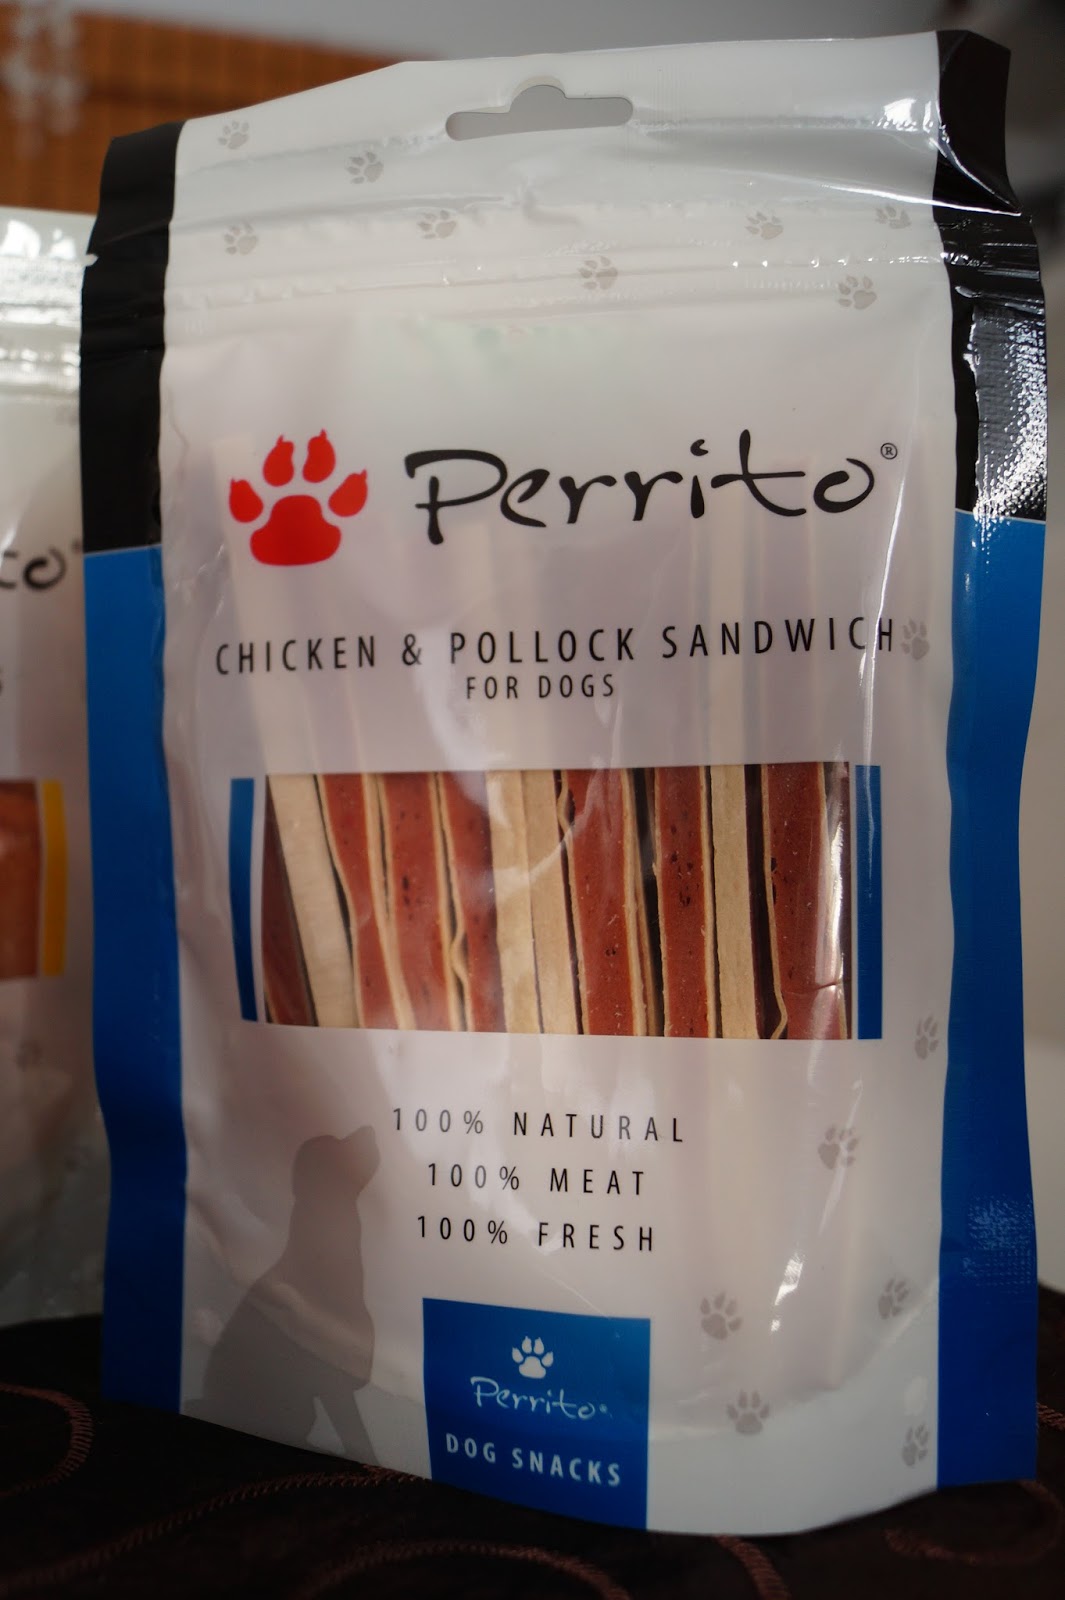 Perrito®
CHICKEN & POLLOCK SANDWICH
FOR DOGS
100% NATURAL
100% MEAT
100% FRESH
Perrito®
DOG SNACKS